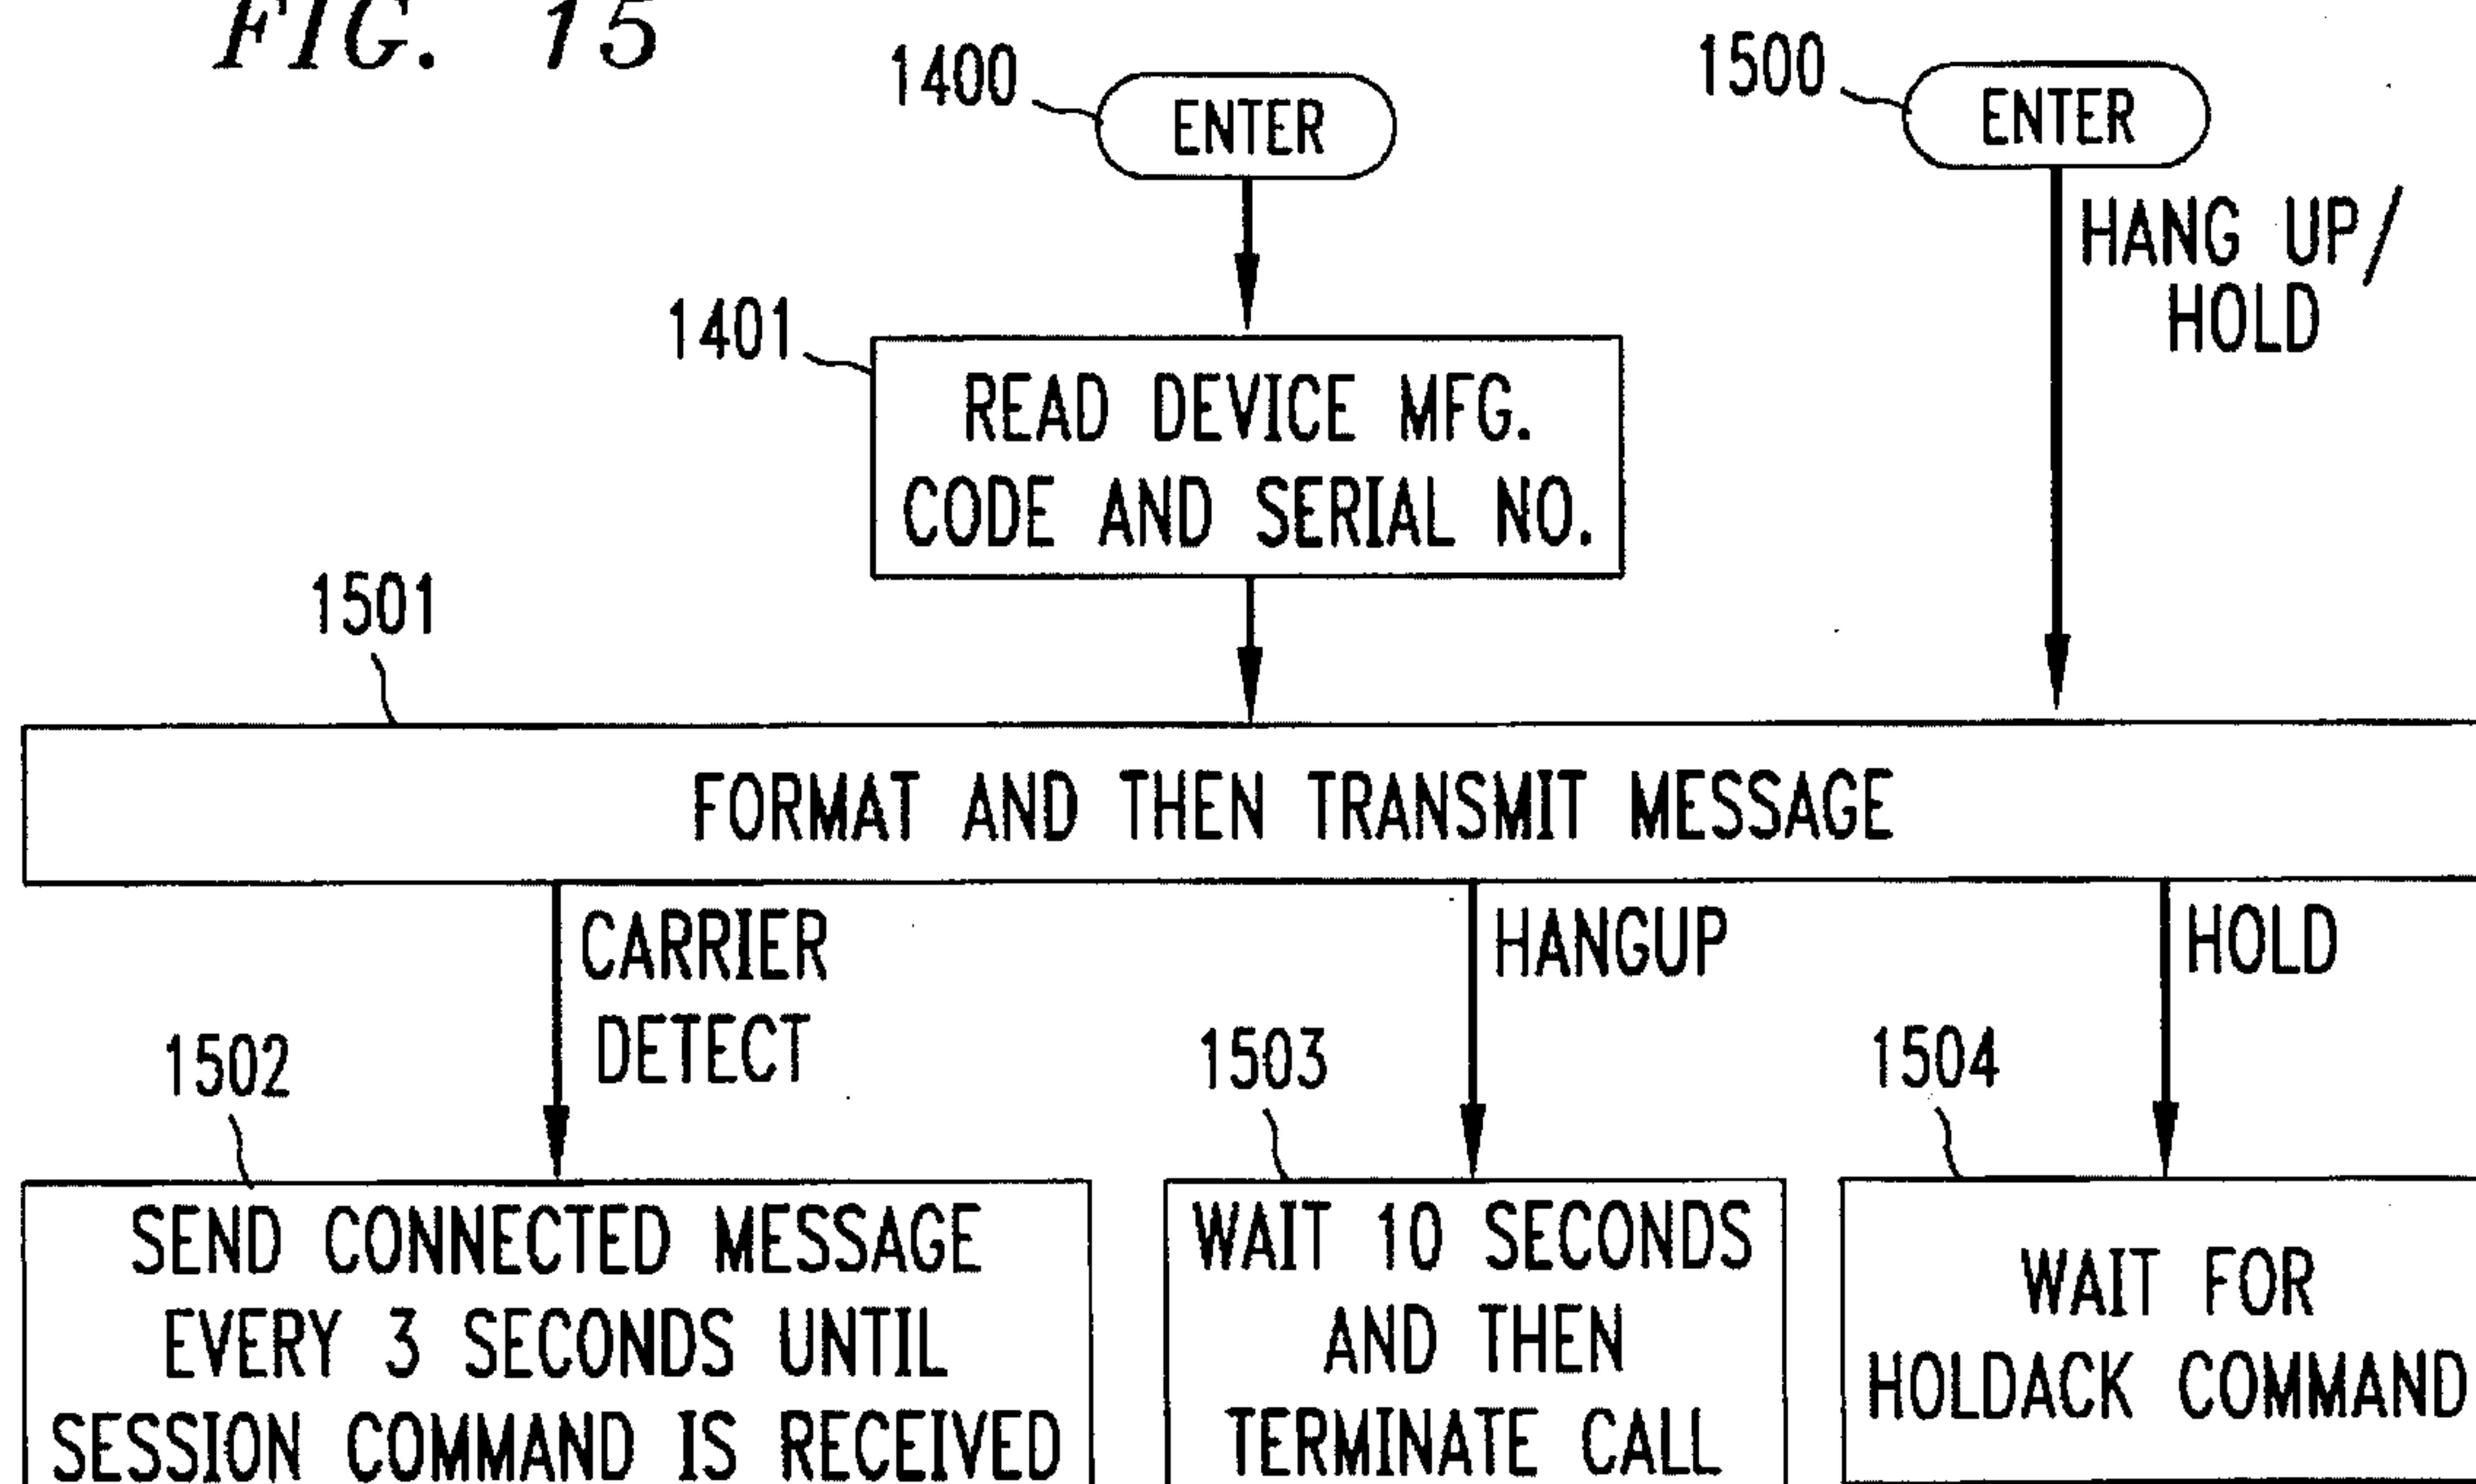 FIG. 15
1400
ENTER
1500
ENTER
HANG UP/
HOLD
1401
READ DEVICE MFG.
CODE AND SERIAL NO.
1501
FORMAT AND THEN TRANSMIT MESSAGE
CARRIER
DETECT
HANGUP
HOLD
1502
SEND CONNECTED MESSAGE
EVERY 3 SECONDS UNTIL
SESSION COMMAND IS RECEIVED
1503
WAIT 10 SECONDS
AND THEN
TERMINATE CALL
1504
WAIT FOR
HOLDACK COMMAND